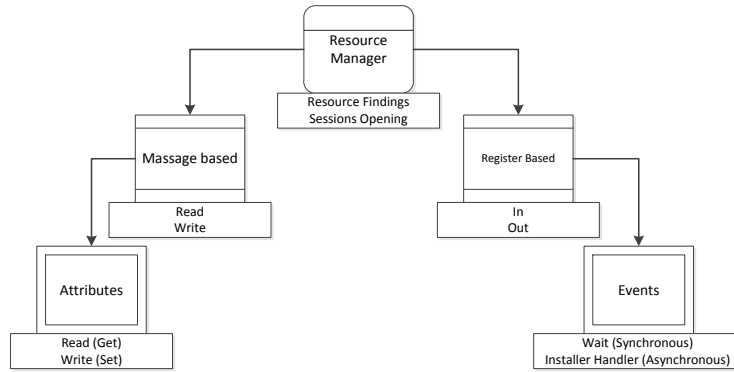 Resource
Manager
Resource Findings
Sessions Opening
Massage based
Register Based
Read
Write
In
Out
Attributes
Events
Read (Get)
Write (Set)
Wait (Synchronous)
Installer Handler (Asynchronous)